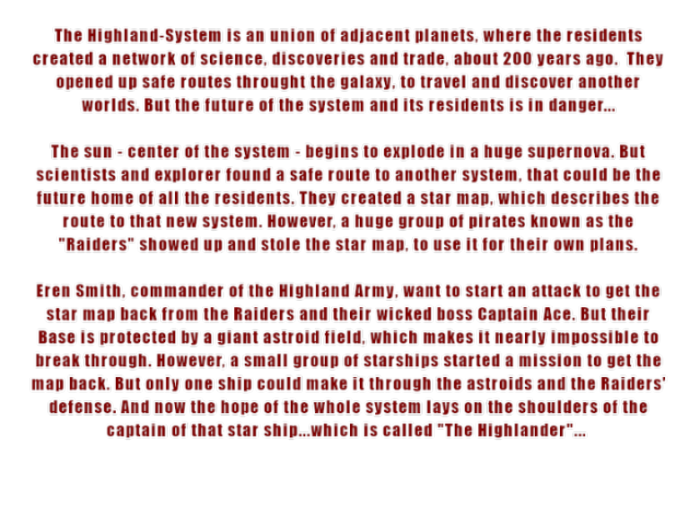 The Highland-System is an union of adjacent planets, where the residents
created a network of science, discoveries and trade, about 200 years ago. They
opened up safe routes throught the galaxy, to travel and discover another
worlds. But the future of the system and its residents is in danger...
The sun - center of the system - begins to explode in a huge supernova. But
scientists and explorer found a safe route to another system, that could be the
future home of all the residents. They created a star map, which describes the
route to that new system. However, a huge group of pirates known as the
"Raiders" showed up and stole the star map, to use it for their own plans.
Eren Smith, commander of the Highland Army, want to start an attack to get the
star map back from the Raiders and their wicked boss Captain Ace. But their
Base is protected by a giant astroid field, which makes it nearly impossible to
break through. However, a small group of starships started a mission to get the
map back. But only one ship could make it through the astroids and the Raiders'
defense. And now the hope of the whole system lays on the shoulders of the
captain of that star ship...which is called "The Highlander"...